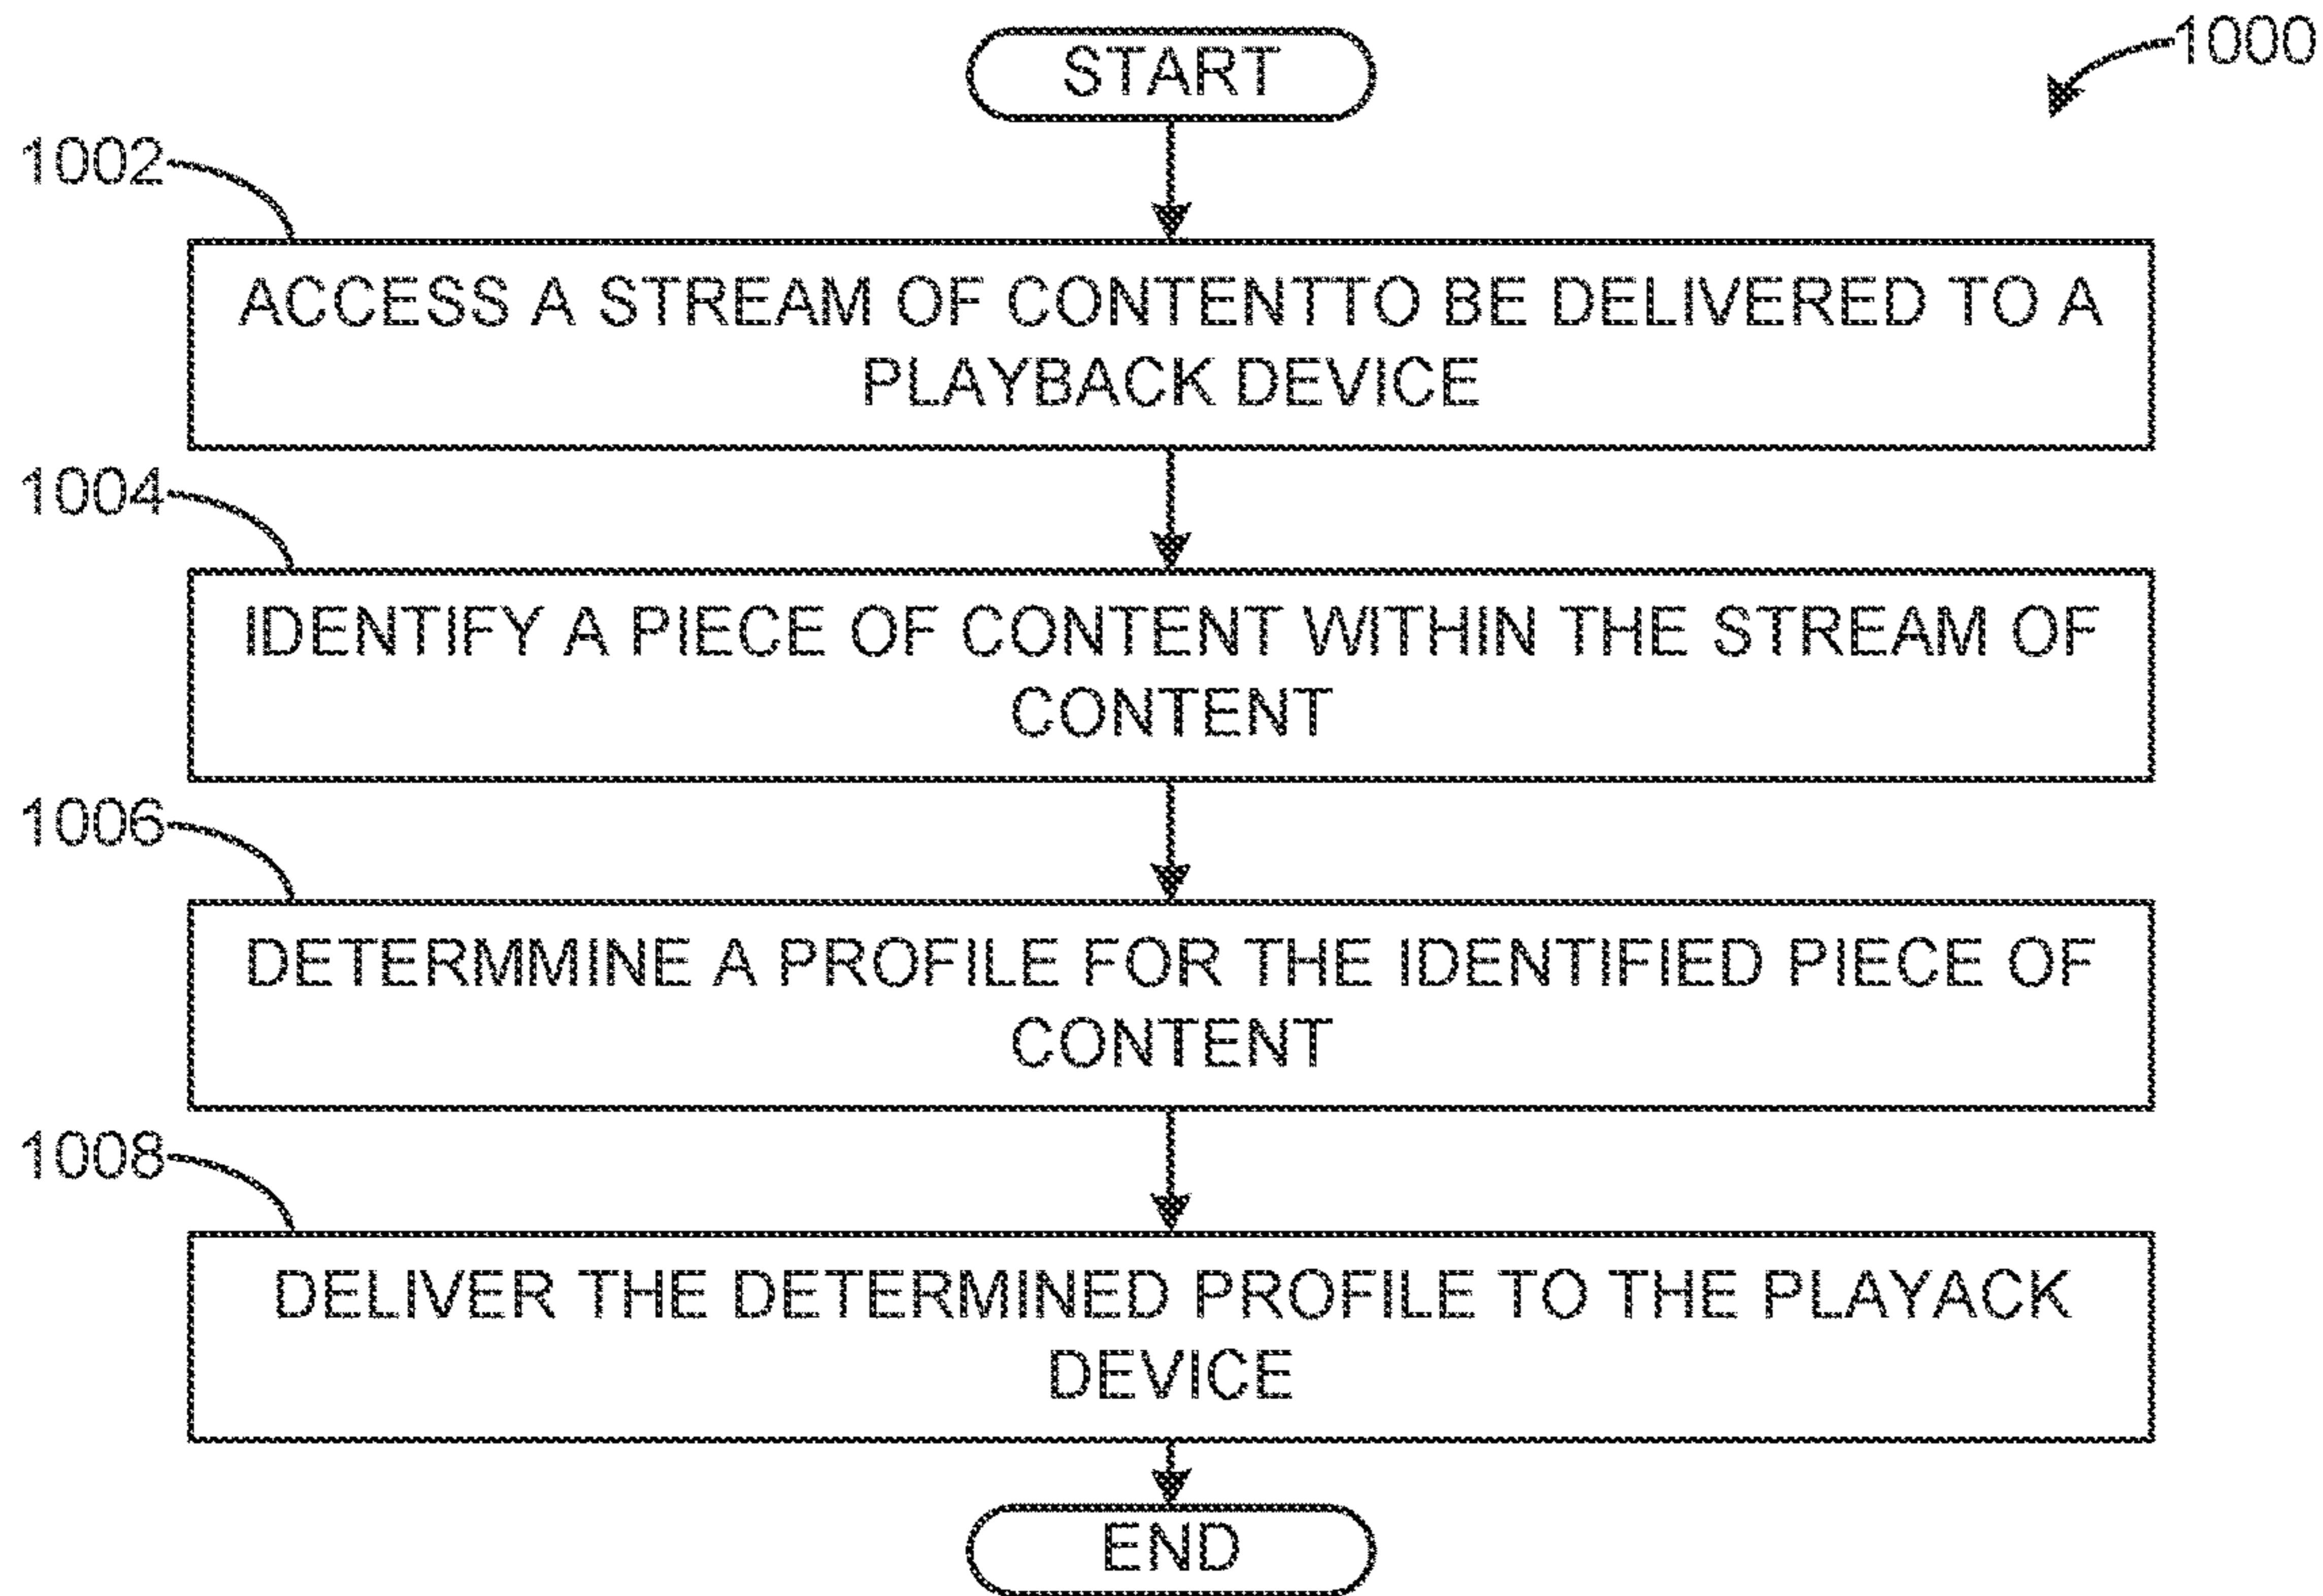 START
1000
1002
ACCESS A STREAM OF CONTENTTO BE DELIVERED TO A
PLAYBACK DEVICE
1004
IDENTIFY A PIECE OF CONTENT WITHIN THE STREAM OF
CONTENT
1006
DETERMMINE A PROFILE FOR THE IDENTIFIED PIECE OF
CONTENT
1008
DELIVER THE DETERMINED PROFILE TO THE PLAYACK
DEVICE
END